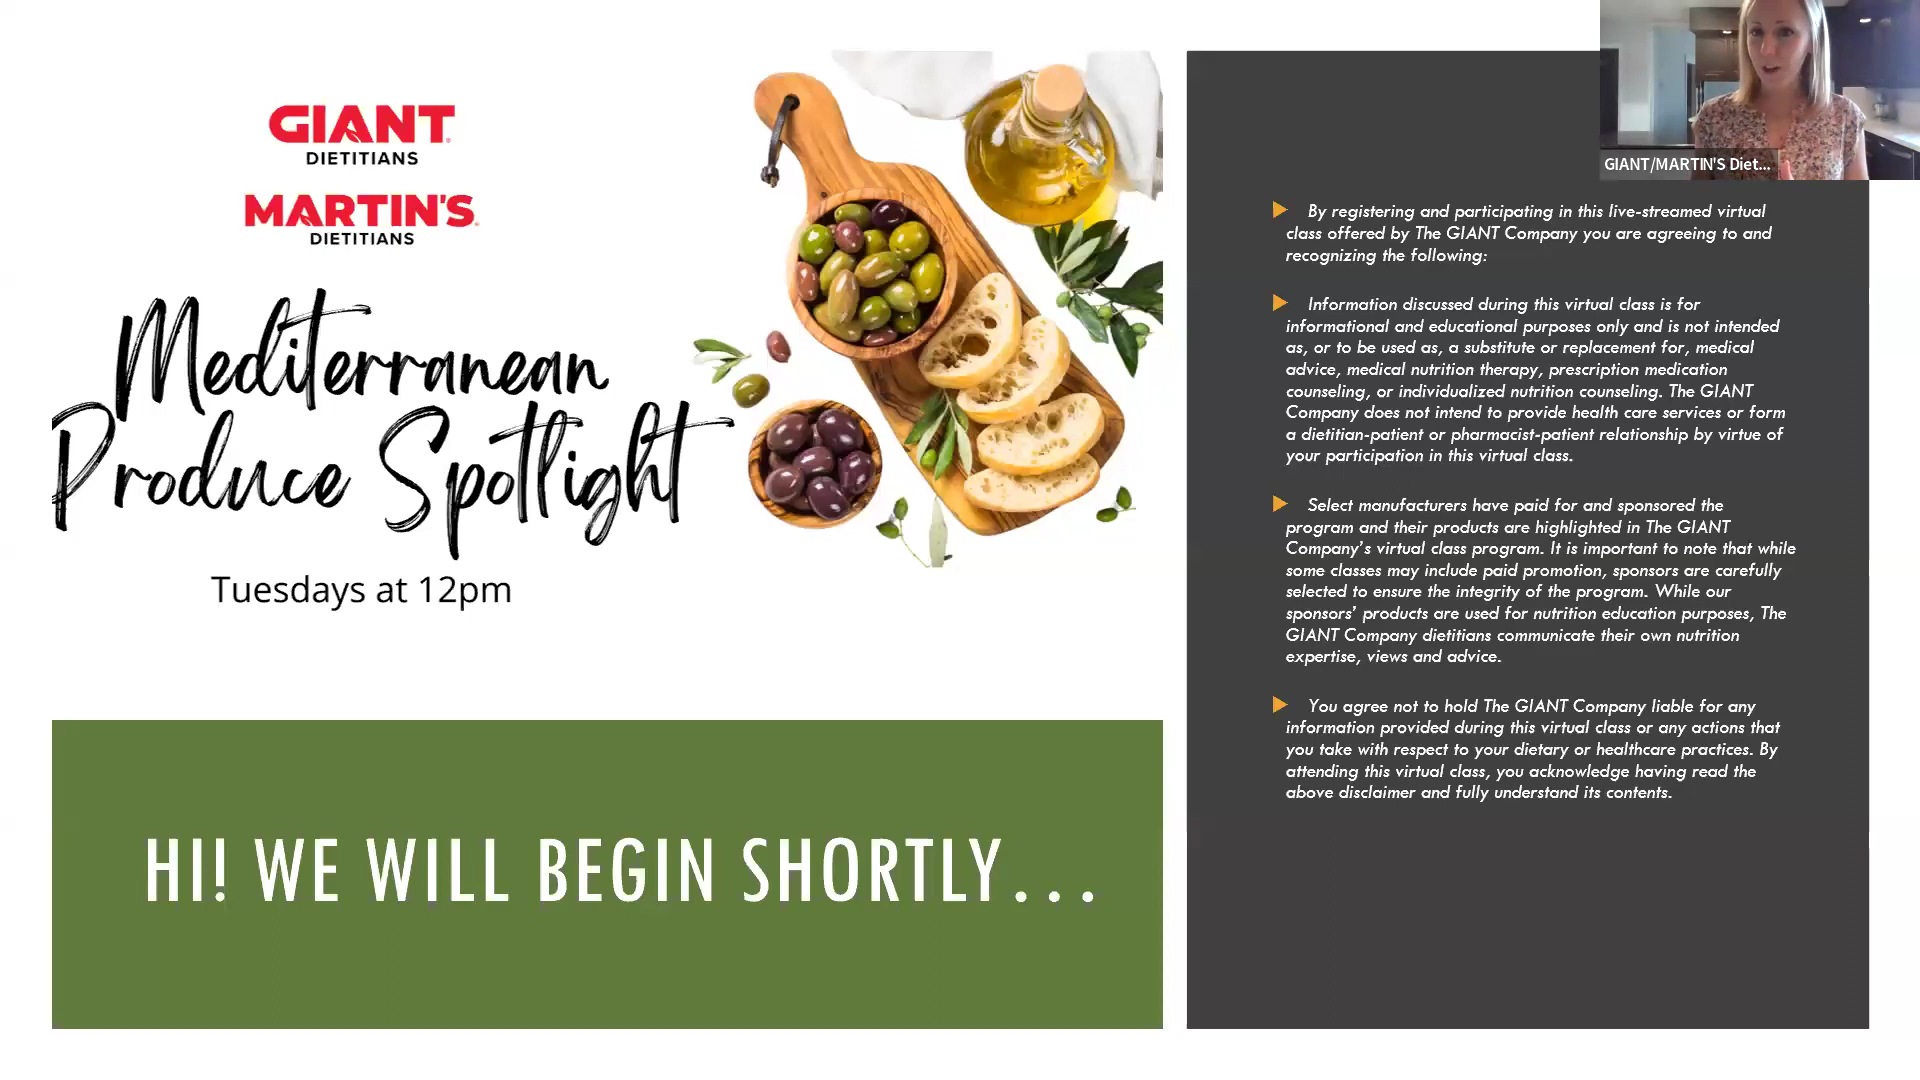 GIANT
DIETITIANS
MARTIN'S
DIETITIANS
Mediterranean
Produce Spotlight
Tuesdays at 12pm
HI! WE WILL BEGIN SHORTLY...
GIANT/MARTIN'S Diet...
By registering and participating in this live-streamed virtual
class offered by The GIANT Company you are agreeing to and
recognizing the following:
Information discussed during this virtual class is for
informational and educational purposes only and is not intended
as, or to be used as, a substitute or replacement for, medical
advice, medical nutrition therapy, prescription medication
counseling, or individualized nutrition counseling. The GIANT
Company does not intend to provide health care services or form
a dietitian-patient or pharmacist-patient relationship by virtue of
your participation in this virtual class.
Select manufacturers have paid for and sponsored the
program and their products are highlighted in The GIANT
Company's virtual class program. It is important to note that while
some classes may include paid promotion, sponsors are carefully
selected to ensure the integrity of the program. While our
sponsors' products are used for nutrition education purposes, The
GIANT Company dietitians communicate their own nutrition
expertise, views and advice.
You agree not to hold The GIANT Company liable for any
information provided during this virtual class or any actions that
you take with respect to your dietary or healthcare practices. By
attending this virtual class, you acknowledge having read the
above disclaimer and fully understand its contents.